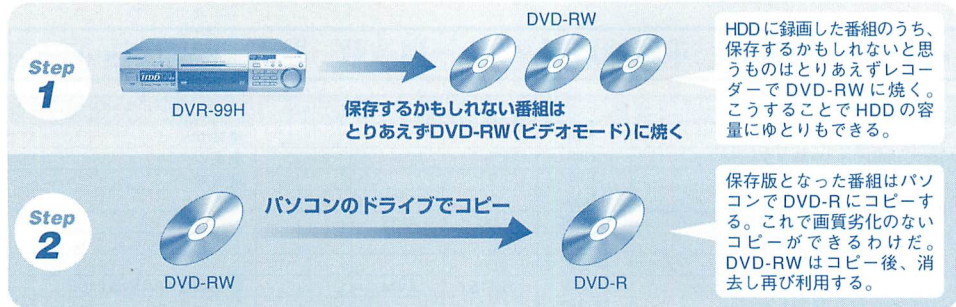 Step
1
HDD
DVR-99H
DVD-RW
保存するかもしれない番組は
とりあえずDVD-RW(ビデオモード)に焼く
HDDに録画した番組のうち、
保存するかもしれないと思
うものはとりあえずレコー
ダーでDVD-RWに焼く。
こうすることでHDDの容
量にゆとりもできる。
Step
2
DVD-RW
パソコンのドライブでコピー
DVD-R
保存版となった番組はパソ
コンでDVD-Rにコピーす
る。これで画質劣化のない
コピーができるわけだ。
DVD-RWはコピー後、消
去し再び利用する。